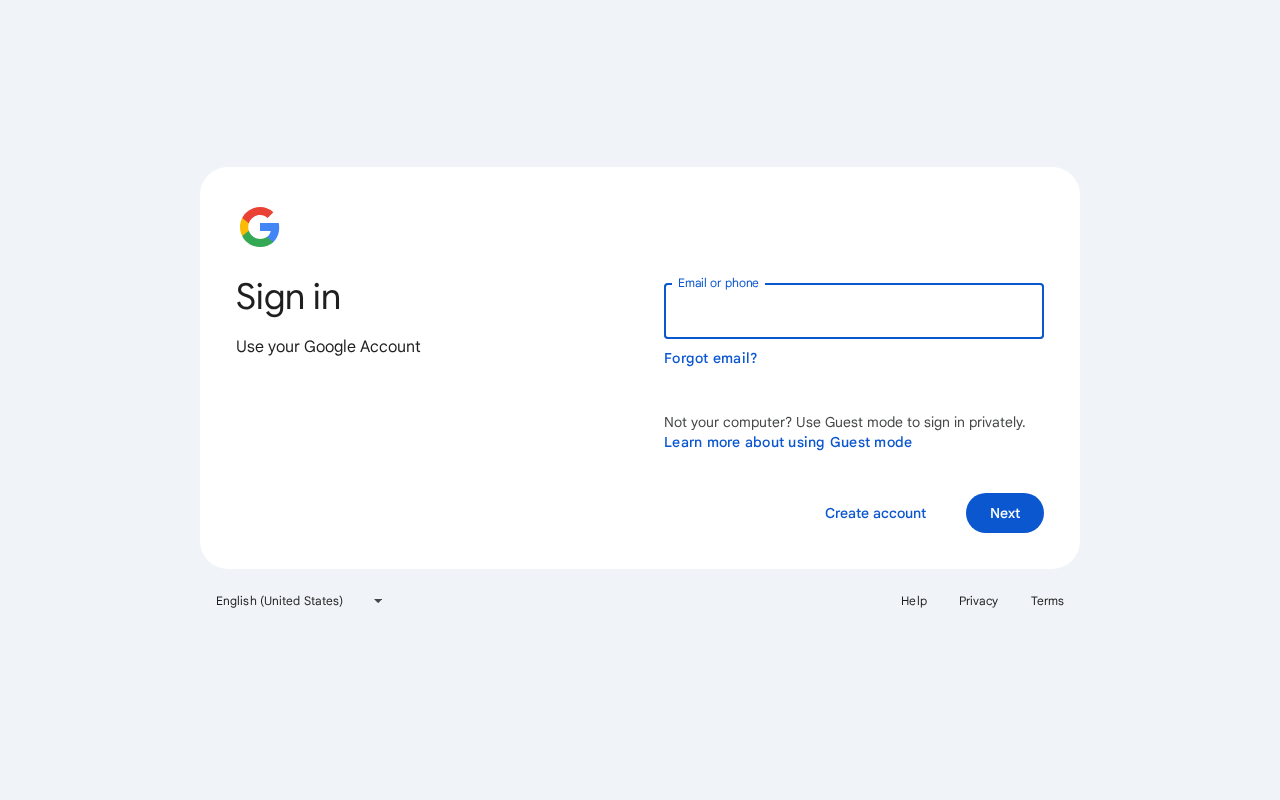 Sign in
Use your Google Account
Email or phone
Forgot email?
Not your computer? Use Guest mode to sign in privately.
Learn more about using Guest mode
Create account
Next
English (United States)
Help
Privacy
Terms